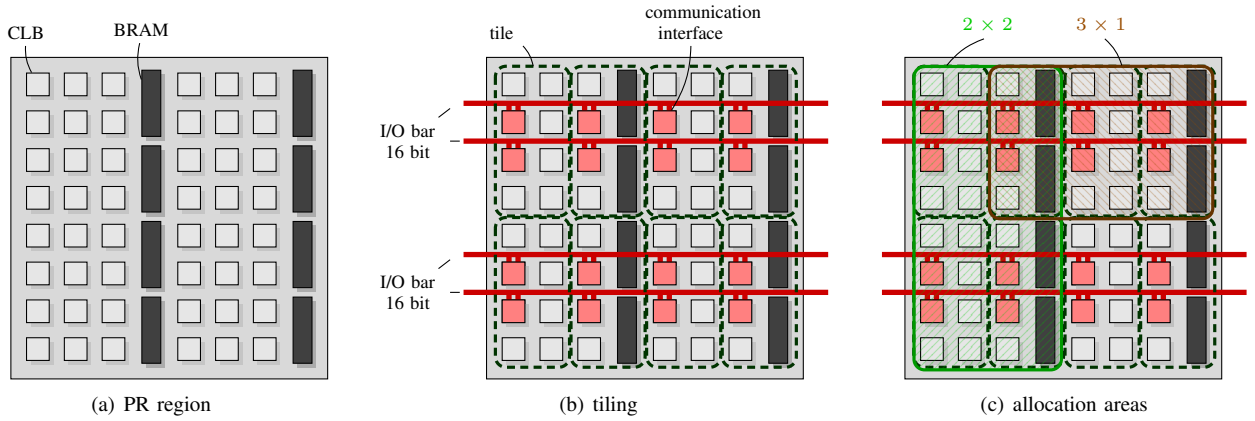 CLB
BRAM
(a) PR region
tile
communication
interface
I/O bar
16 bit
I/O bar
16 bit
(b) tiling
2 × 2
3 × 1
(c) allocation areas